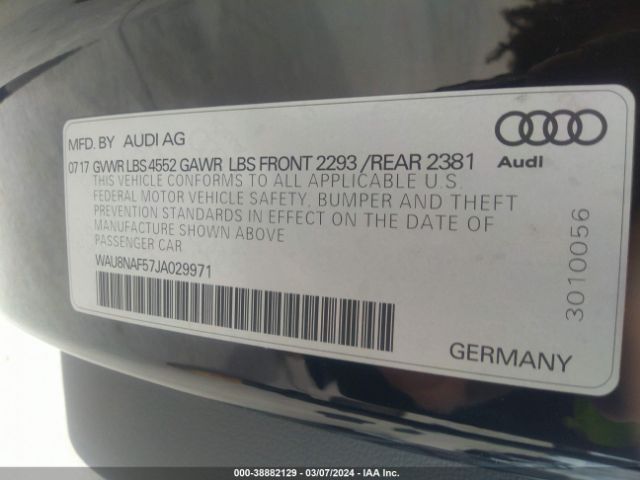 MFD. BY AUDI AG
0717 GVWR LBS 4552 GAWR LBS FRONT 2293 /REAR 2381
THIS VEHICLE CONFORMS TO ALL APPLICABLE U.S.
FEDERAL MOTOR VEHICLE SAFETY, BUMPER AND THEFT
PREVENTION STANDARDS IN EFFECT ON THE DATE OF
MANUFACTURE SHOWN ABOVE
PASSENGER CAR
WAU8NAF57JA029971
Audi
3010056
GERMANY
000-38882129 - 03/07/2024 - IAA Inc.